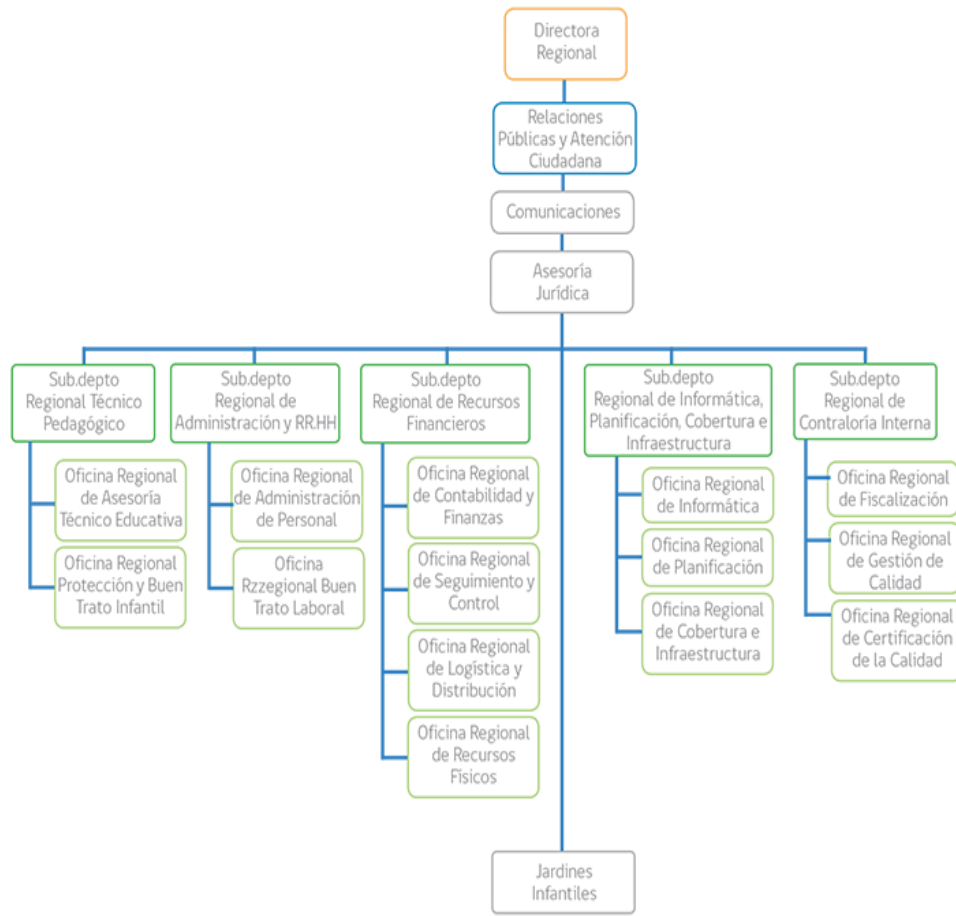 Directora
Regional
Relaciones
Públicas y Atención
Ciudadana
Comunicaciones
Asesoría
Jurídica
Sub.depto
Regional Técnico
Pedagógico
Oficina Regional
de Asesoría
Técnico Educativa
Oficina Regional
Protección y Buen
Trato Infantil
Sub.depto
Regional de
Administración y RR.HH
Oficina Regional
de Administración
de Personal
Oficina
Rzzegional Buen
Trato Laboral
Sub.depto
Regional de Recursos
Financieros
Oficina Regional
de Contabilidad y
Finanzas
Oficina Regional
de Seguimiento y
Control
Oficina Regional
de Logística y
Distribución
Oficina Regional
de Recursos
Físicos
Sub.depto
Regional de Informática,
Planificación, Cobertura e
Infraestructura
Oficina Regional
de Informática
Oficina Regional
de Planificación
Oficina Regional
de Cobertura e
Infraestructura
Sub.depto
Regional de
Contraloría Interna
Oficina Regional
de Fiscalización
Oficina Regional
de Gestión de
Calidad
Oficina Regional
de Certificación
de la Calidad
Jardines
Infantiles